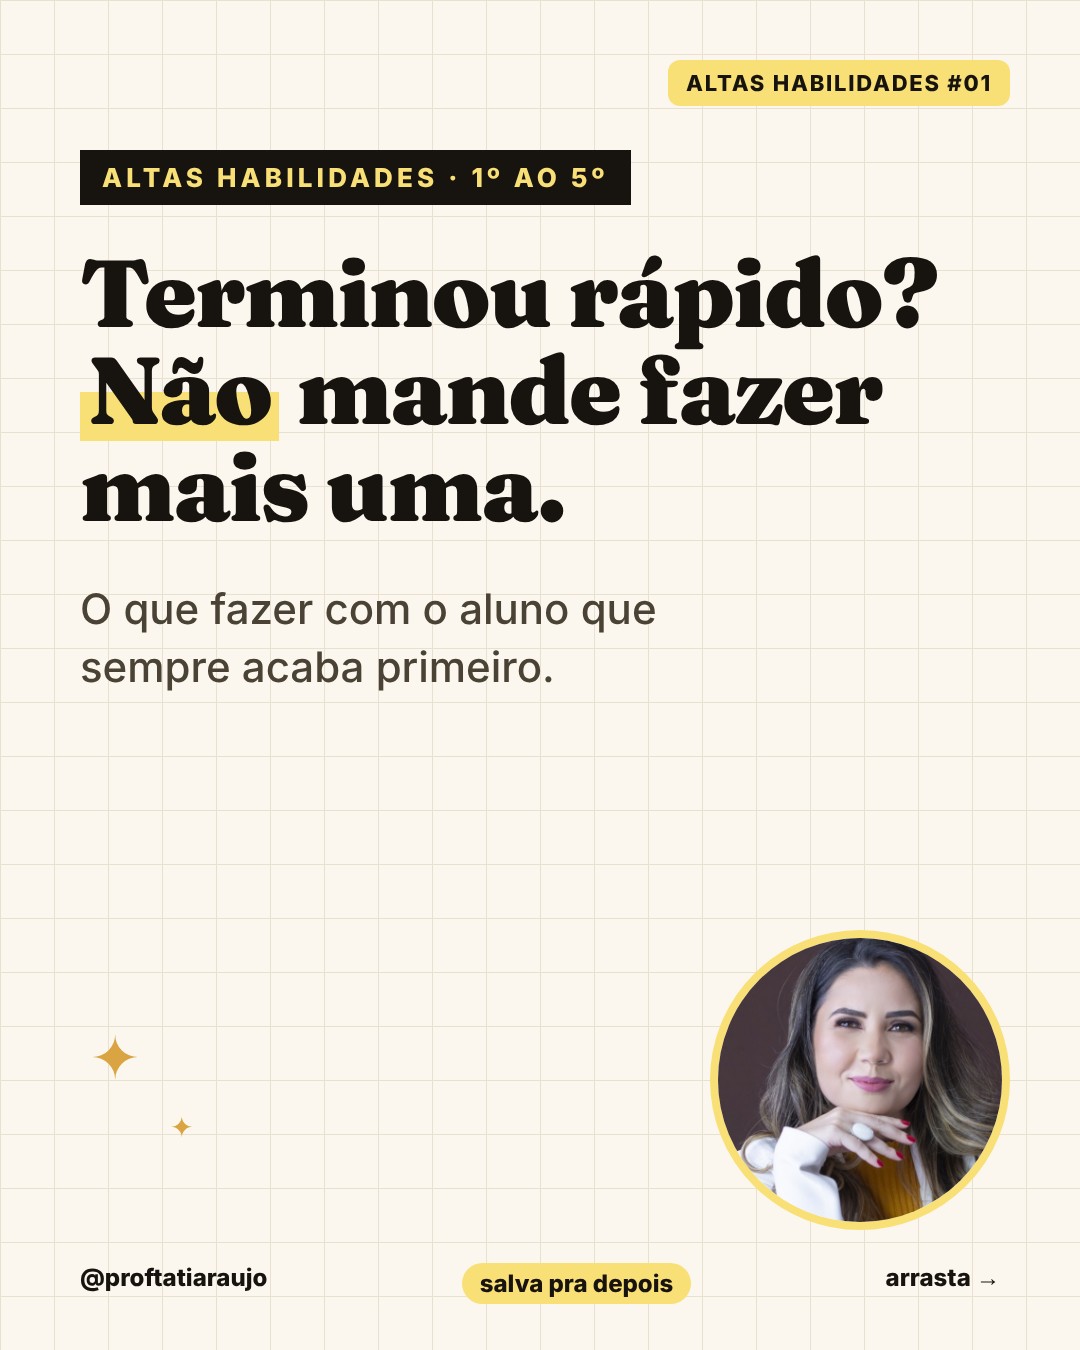 ALTAS HABILIDADES #01
ALTAS HABILIDADES · 1º AO 5º
Terminou rápido?
Não mande fazer
mais uma.
O que fazer com o aluno que
sempre acaba primeiro.
@proftatiaraujo
salva pra depois
arrasta →